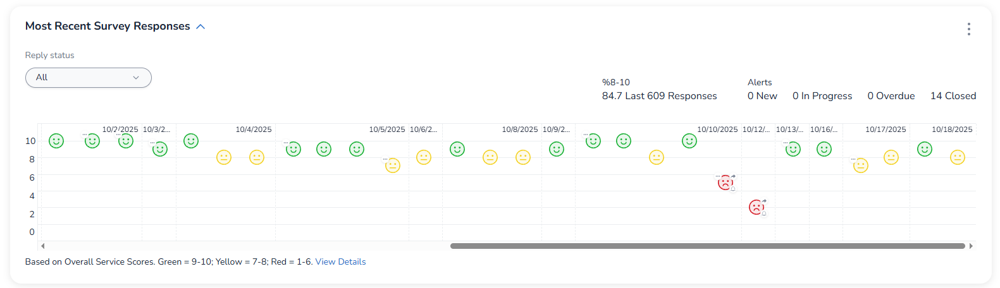 Most Recent Survey Responses
Reply status
All
%8-10
84.7 Last 609 Responses
Alerts
0 New 0 In Progress 0 Overdue 14 Closed
10/2/2025 10/3/2... 10/4/2025 10/5/2025 10/6/2... 10/8/2025 10/9/2... 10/10/2025 10/12/... 10/13/... 10/16/... 10/17/2025 10/18/2025
10
8
6
4
2
0
Based on Overall Service Scores. Green = 9-10; Yellow = 7-8; Red = 1-6. View Details